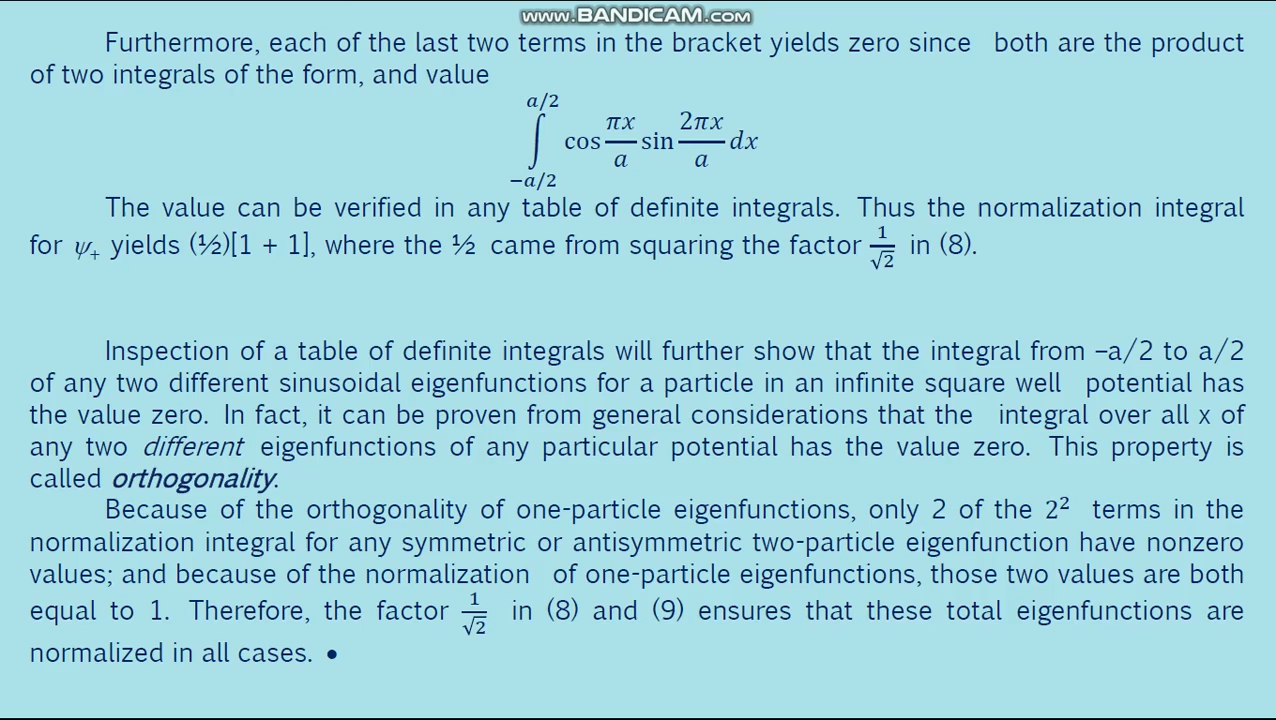 www.BANDICAM.com
Furthermore, each of the last two terms in the bracket yields zero since both are the product
of two integrals of the form, and value
∫_{−a/2}^{a/2} cos πx/a sin 2πx/a dx
The value can be verified in any table of definite integrals. Thus the normalization integral
for ψ₊ yields (½)[1 + 1], where the ½ came from squaring the factor 1/√2 in (8).
Inspection of a table of definite integrals will further show that the integral from –a/2 to a/2
of any two different sinusoidal eigenfunctions for a particle in an infinite square well potential has
the value zero. In fact, it can be proven from general considerations that the integral over all x of
any two different eigenfunctions of any particular potential has the value zero. This property is
called orthogonality.
Because of the orthogonality of one-particle eigenfunctions, only 2 of the 2² terms in the
normalization integral for any symmetric or antisymmetric two-particle eigenfunction have nonzero
values; and because of the normalization of one-particle eigenfunctions, those two values are both
equal to 1. Therefore, the factor 1/√2 in (8) and (9) ensures that these total eigenfunctions are
normalized in all cases. •